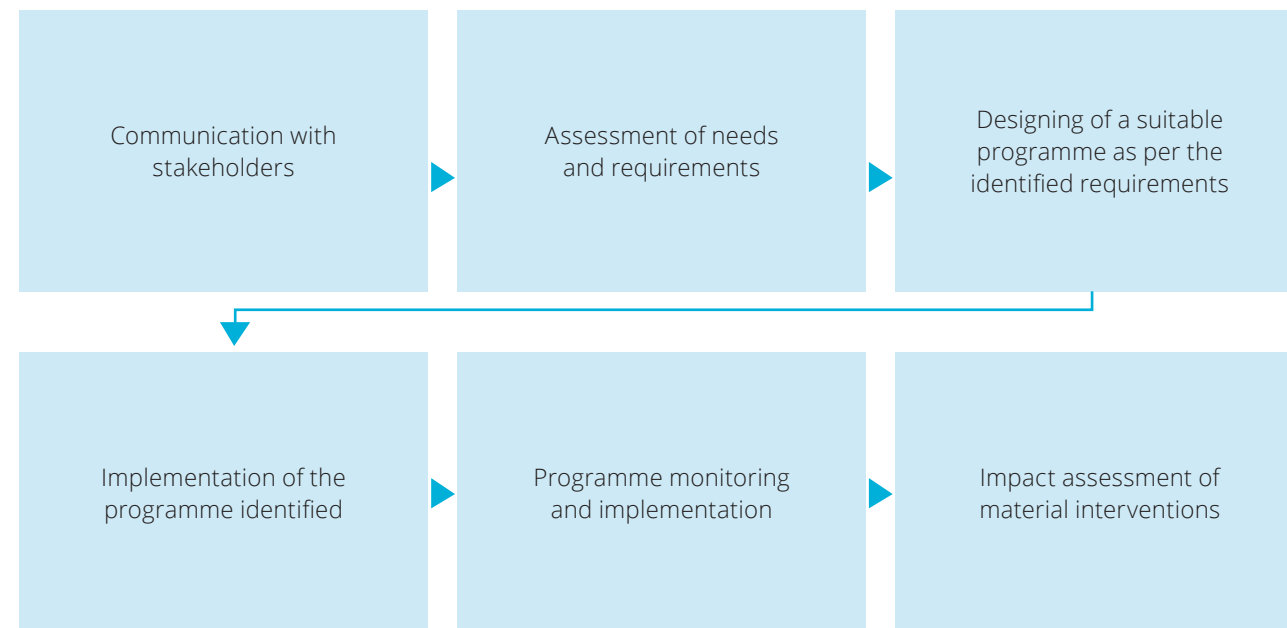 Communication with
stakeholders
Assessment of needs
and requirements
Designing of a suitable
programme as per the
identified requirements
Implementation of the
programme identified
Programme monitoring
and implementation
Impact assessment of
material interventions